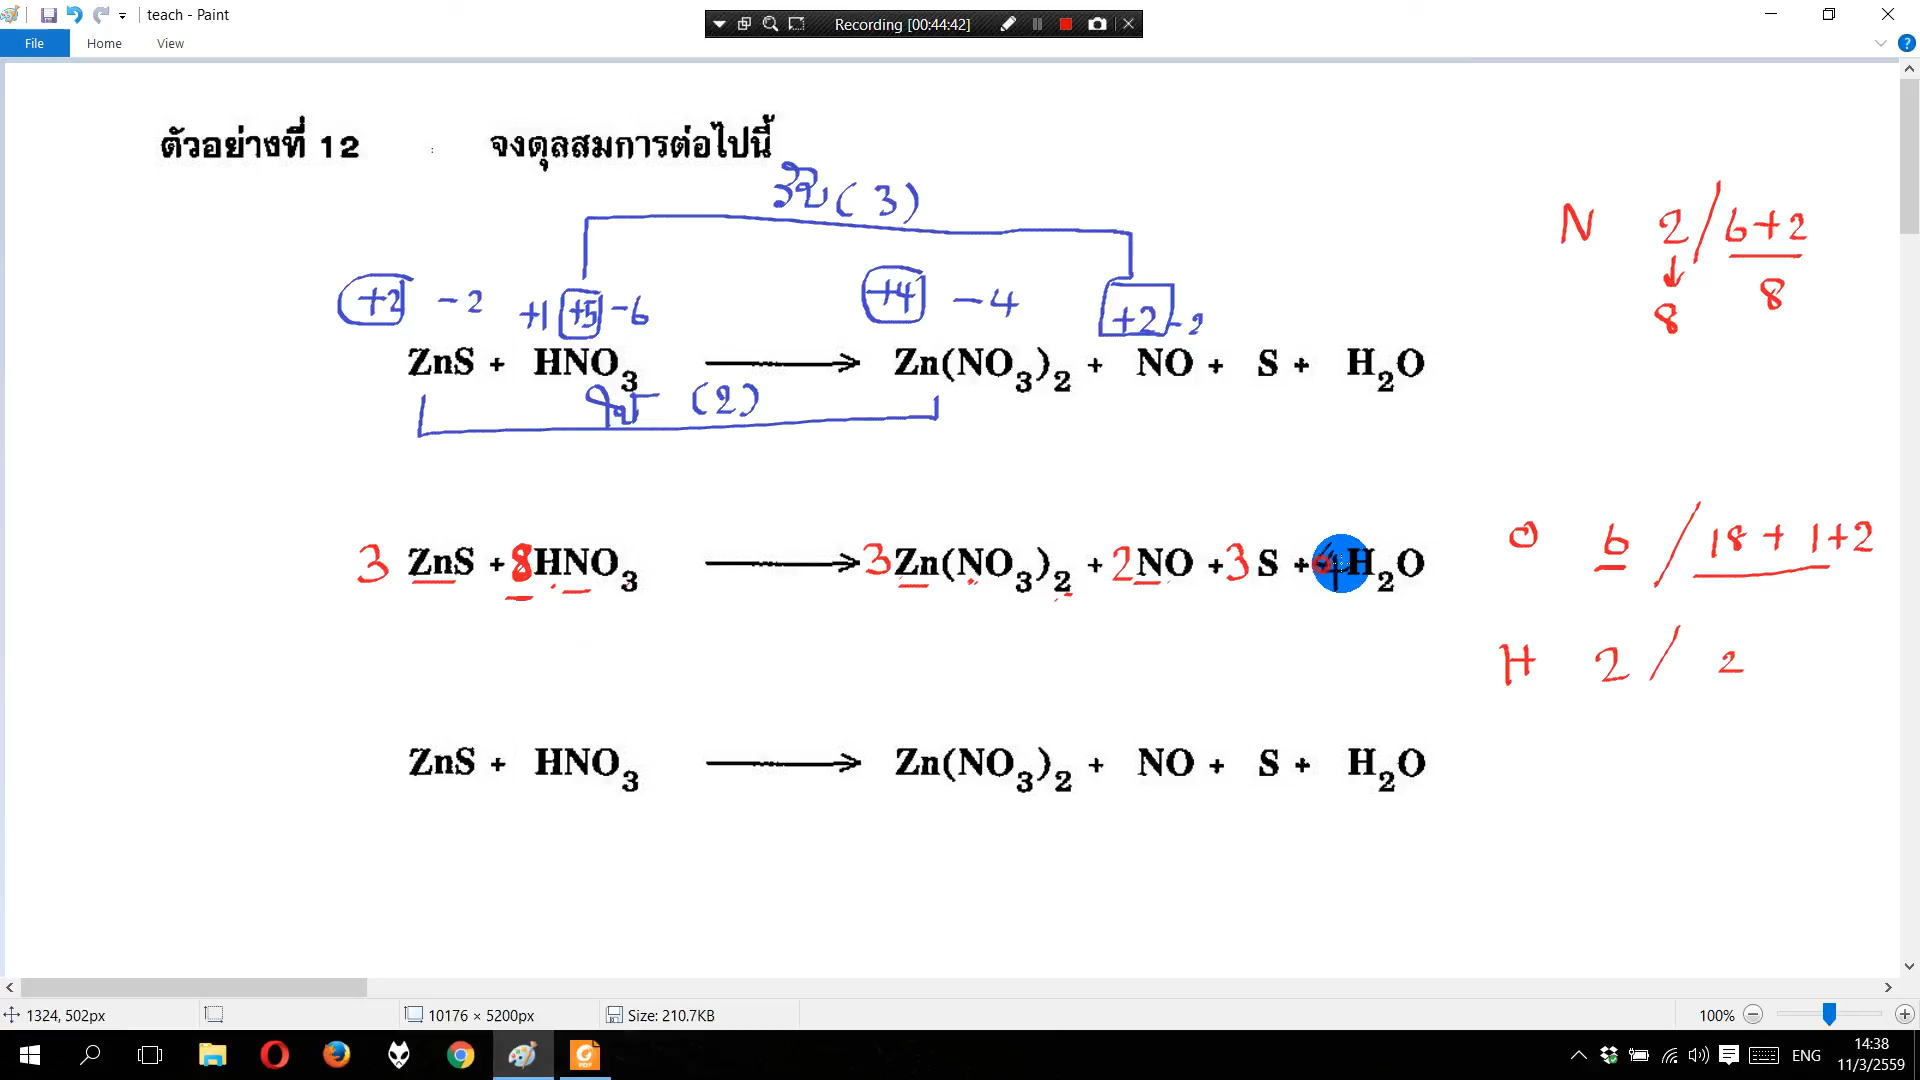 teach - Paint
Recording [00:44:42]
File Home View
ตัวอย่างที่ 12 จงดุลสมการต่อไปนี้
รับ (3)
N 2 / 6+2
8 8
+2 -2 +1 +5 -6 +4 -4 +2 -2
ZnS + HNO3 ⟶ Zn(NO3)2 + NO + S + H2O
(2)
O 6 / 18 + 1+2
3 ZnS + 8HNO3 ⟶ 3Zn(NO3)2 + 2NO + 3S + 4H2O
H 2 / 2
ZnS + HNO3 ⟶ Zn(NO3)2 + NO + S + H2O
1324, 502px 10176 × 5200px Size: 210.7KB 100%
ENG 14:38
11/3/2559